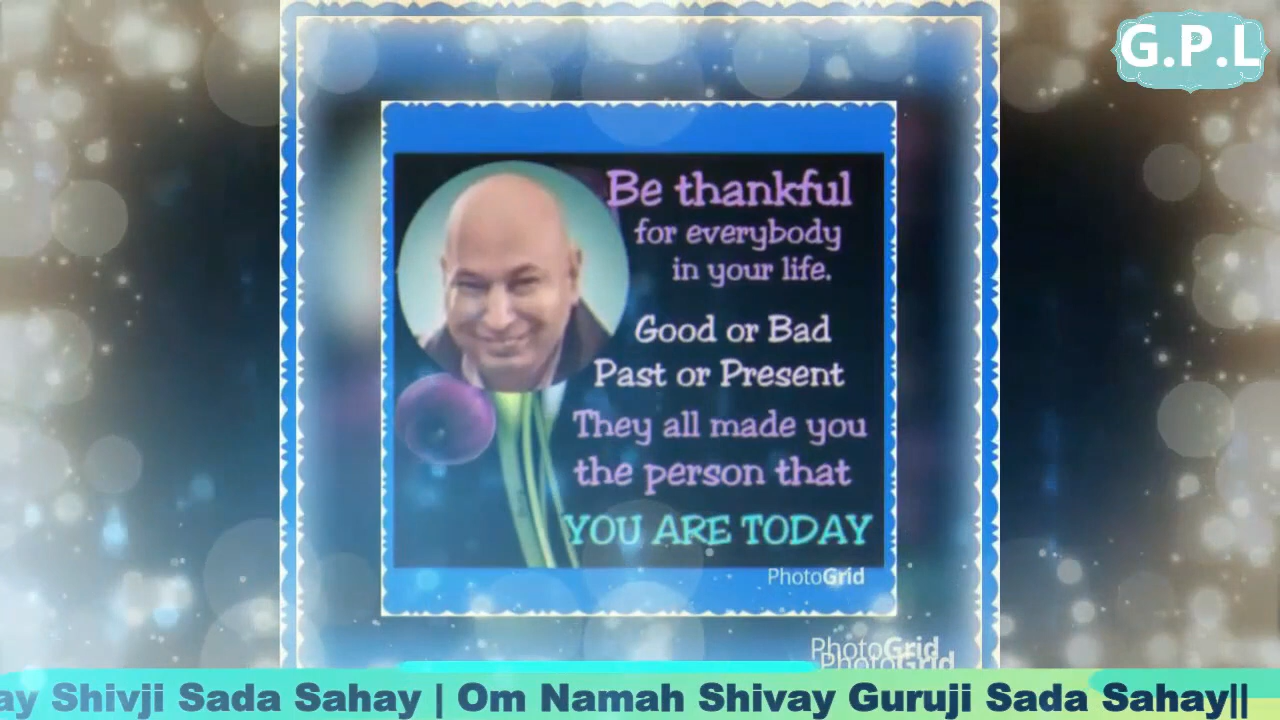 G.P.L
Be thankful
for everybody
in your life.
Good or Bad
Past or Present
They all made you
the person that
YOU ARE TODAY
PhotoGrid
PhotoGrid
PhotoGrid
ay Shivji Sada Sahay | Om Namah Shivay Guruji Sada Sahay||